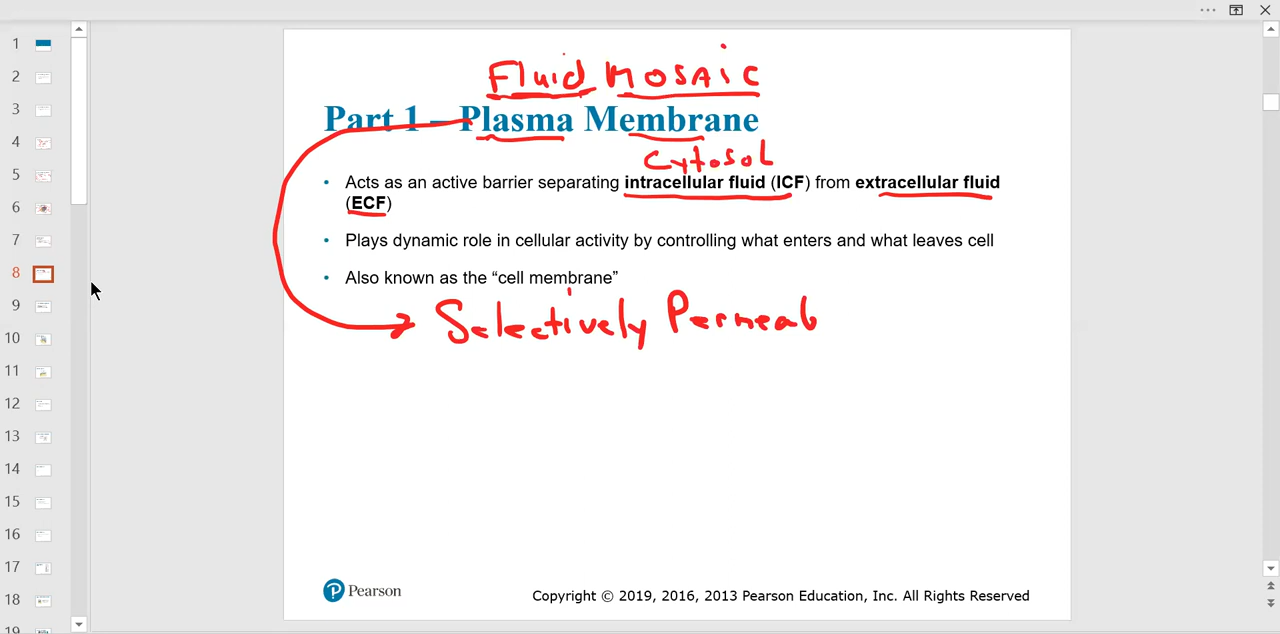 Fluid Mosaic
Part 1 – Plasma Membrane
Cytosol
• Acts as an active barrier separating intracellular fluid (ICF) from extracellular fluid
(ECF)
• Plays dynamic role in cellular activity by controlling what enters and what leaves cell
• Also known as the “cell membrane”
Selectively Permeab
Pearson
Copyright © 2019, 2016, 2013 Pearson Education, Inc. All Rights Reserved
1
2
3
4
5
6
7
8
9
10
11
12
13
14
15
16
17
18
19